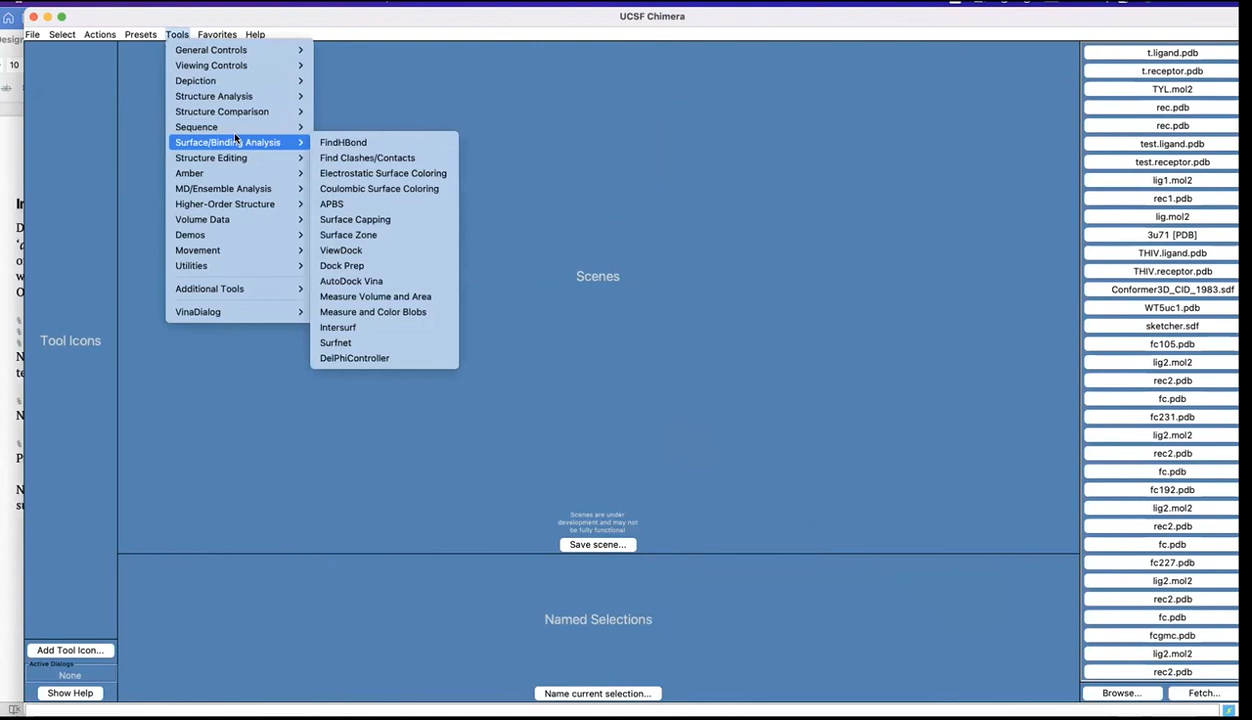 UCSF Chimera
File Select Actions Presets Tools Favorites Help
General Controls
Viewing Controls
Depiction
Structure Analysis
Structure Comparison
Sequence
Surface/Binding Analysis
Structure Editing
Amber
MD/Ensemble Analysis
Higher-Order Structure
Volume Data
Demos
Movement
Utilities
Additional Tools
VinaDialog
FindHBond
Find Clashes/Contacts
Electrostatic Surface Coloring
Coulombic Surface Coloring
APBS
Surface Capping
Surface Zone
ViewDock
Dock Prep
AutoDock Vina
Measure Volume and Area
Measure and Color Blobs
Intersurf
Surfnet
DelPhiController
Tool Icons
Add Tool Icon...
Active Dialogs
None
Show Help
Scenes
Scenes are under
development and may not
be fully functional
Save scene...
Named Selections
Name current selection...
t.ligand.pdb
t.receptor.pdb
TYL.mol2
rec.pdb
rec.pdb
test.ligand.pdb
test.receptor.pdb
lig1.mol2
rec1.pdb
lig.mol2
3u71 [PDB]
THIV.ligand.pdb
THIV.receptor.pdb
Conformer3D_CID_1983.sdf
WT5uc1.pdb
sketcher.sdf
fc105.pdb
lig2.mol2
rec2.pdb
fc.pdb
fc231.pdb
lig2.mol2
rec2.pdb
fc.pdb
fc192.pdb
lig2.mol2
rec2.pdb
fc.pdb
fc227.pdb
lig2.mol2
rec2.pdb
fc.pdb
fcgmc.pdb
lig2.mol2
rec2.pdb
Browse... Fetch...
10